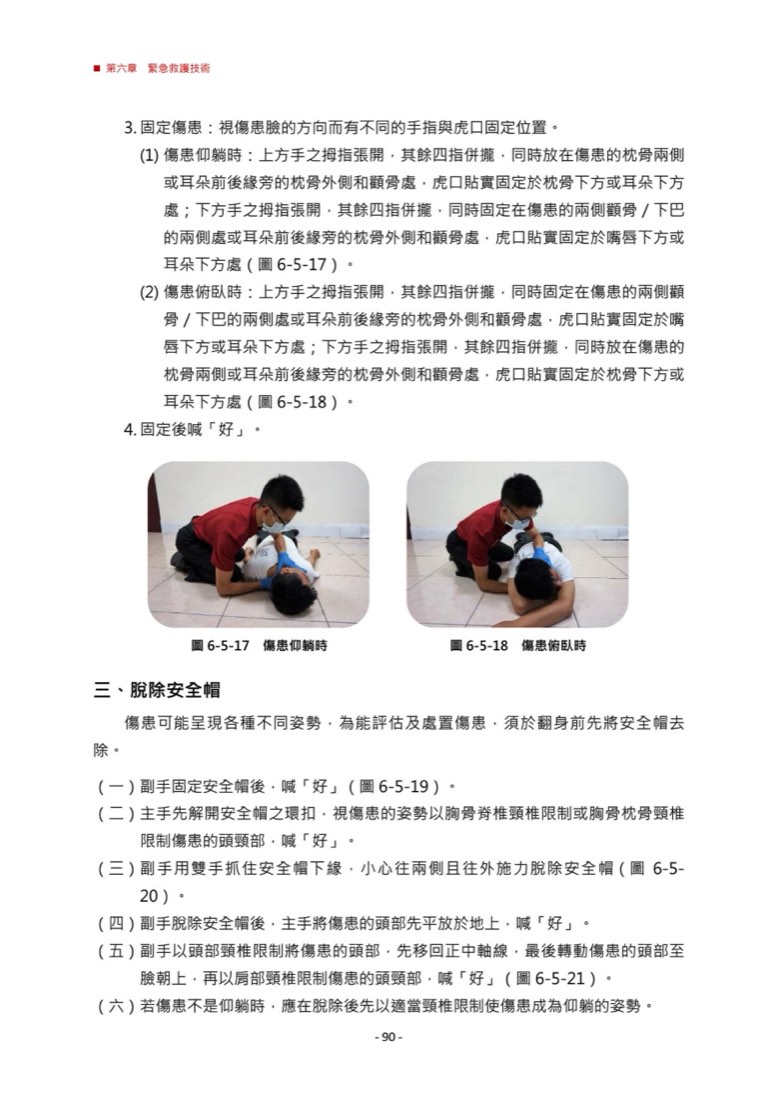 ■ 第六章　緊急救護技術
3. 固定傷患：視傷患臉的方向而有不同的手指與虎口固定位置。
(1) 傷患仰躺時：上方手之拇指張開，其餘四指併攏，同時放在傷患的枕骨兩側
或耳朵前後緣旁的枕骨外側和顴骨處，虎口貼實固定於枕骨下方或耳朵下方
處；下方手之拇指張開，其餘四指併攏，同時固定在傷患的兩側顴骨 / 下巴
的兩側處或耳朵前後緣旁的枕骨外側和顴骨處，虎口貼實固定於嘴唇下方或
耳朵下方處（圖 6-5-17）。
(2) 傷患俯臥時：上方手之拇指張開，其餘四指併攏，同時固定在傷患的兩側顴
骨 / 下巴的兩側處或耳朵前後緣旁的枕骨外側和顴骨處，虎口貼實固定於嘴
唇下方或耳朵下方處；下方手之拇指張開，其餘四指併攏，同時放在傷患的
枕骨兩側或耳朵前後緣旁的枕骨外側和顴骨處，虎口貼實固定於枕骨下方或
耳朵下方處（圖 6-5-18）。
4. 固定後喊「好」。
圖 6-5-17　傷患仰躺時
圖 6-5-18　傷患俯臥時
三、脫除安全帽
傷患可能呈現各種不同姿勢，為能評估及處置傷患，須於翻身前先將安全帽去
除。
（一）副手固定安全帽後，喊「好」（圖 6-5-19）。
（二）主手先解開安全帽之環扣，視傷患的姿勢以胸骨脊椎頸椎限制或胸骨枕骨頸椎
限制傷患的頭頸部，喊「好」。
（三）副手用雙手抓住安全帽下緣，小心往兩側且往外施力脫除安全帽（圖 6-5-
20）。
（四）副手脫除安全帽後，主手將傷患的頭部先平放於地上，喊「好」。
（五）副手以頭部頸椎限制將傷患的頭部，先移回正中軸線，最後轉動傷患的頭部至
臉朝上，再以肩部頸椎限制傷患的頭頸部，喊「好」（圖 6-5-21）。
（六）若傷患不是仰躺時，應在脫除後先以適當頸椎限制使傷患成為仰躺的姿勢。
- 90 -